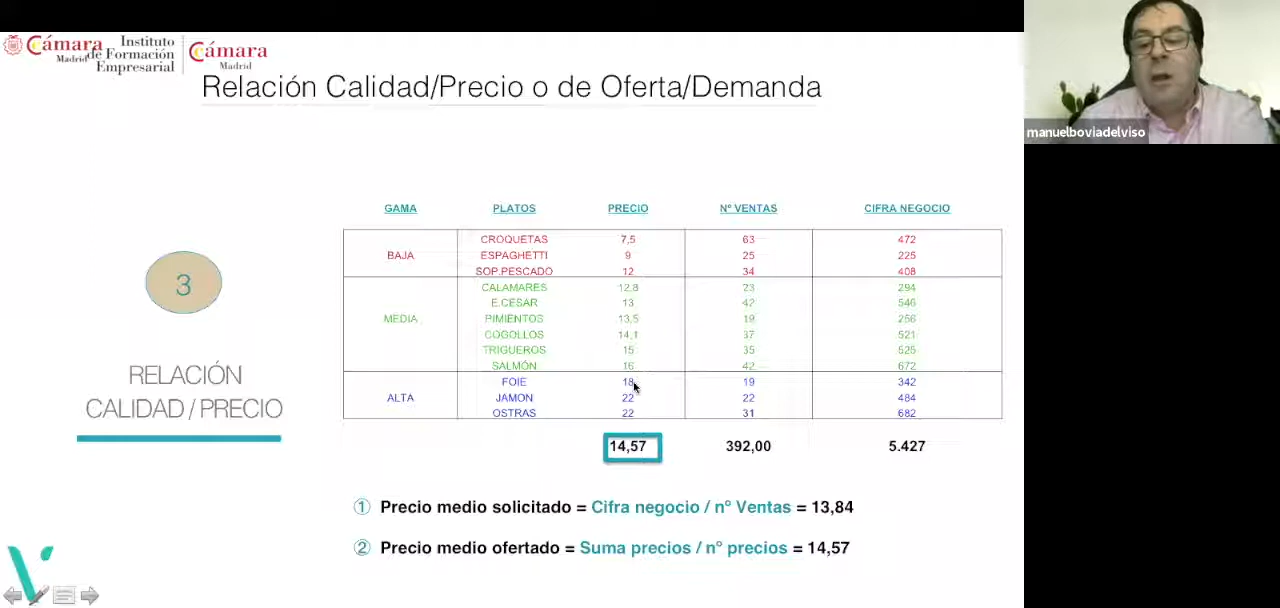 Cámara
Madrid
Instituto
de Formación
Empresarial
Cámara
Madrid
Relación Calidad/Precio o de Oferta/Demanda
manuelboviadelviso
GAMA PLATOS PRECIO Nº VENTAS CIFRA NEGOCIO
CROQUETAS 7,5 63 472
BAJA ESPAGHETTI 9 25 225
SOP.PESCADO 12 34 408
CALAMARES 12,8 23 294
E.CESAR 13 42 546
MEDIA PIMIENTOS 13,5 19 256
COGOLLOS 14,1 37 521
TRIGUEROS 15 35 525
SALMÓN 16 42 672
FOIE 18 19 342
ALTA JAMON 22 22 484
OSTRAS 22 31 682
14,57 392,00 5.427
3
RELACIÓN
CALIDAD / PRECIO
① Precio medio solicitado = Cifra negocio / nº Ventas = 13,84
② Precio medio ofertado = Suma precios / nº precios = 14,57